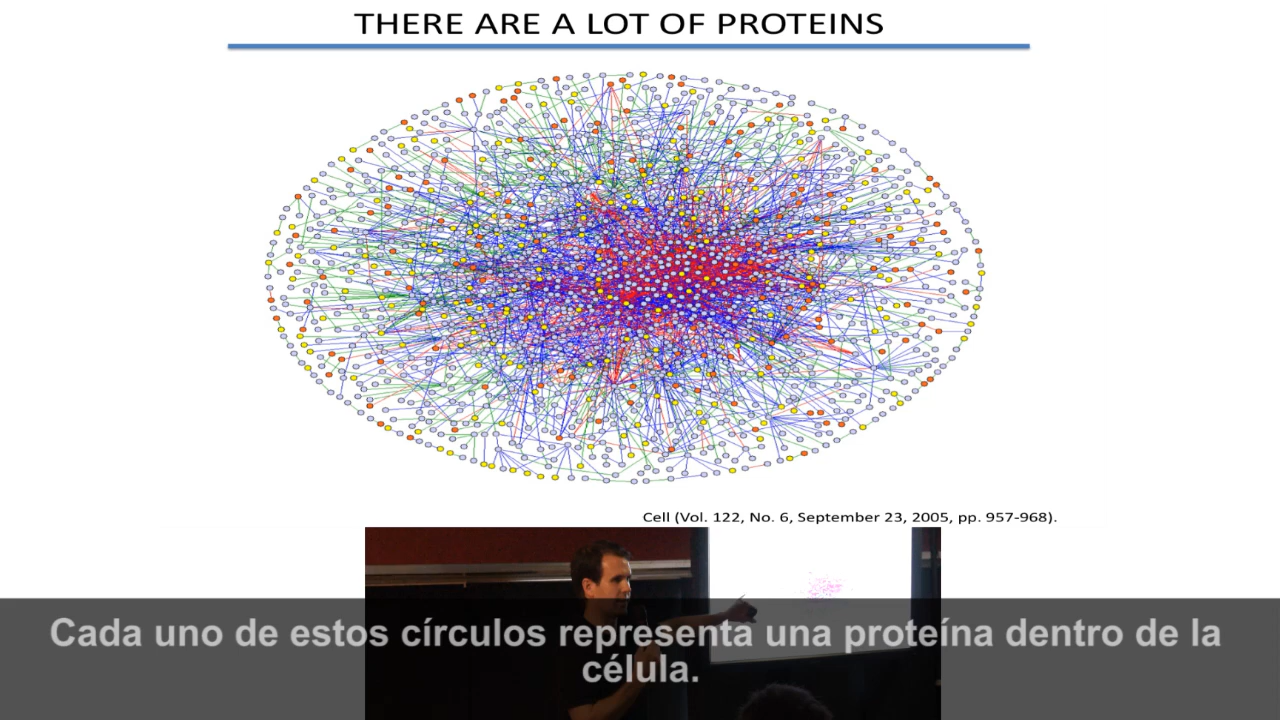 THERE ARE A LOT OF PROTEINS
Cell (Vol. 122, No. 6, September 23, 2005, pp. 957-968).
Cada uno de estos círculos representa una proteína dentro de la
célula.